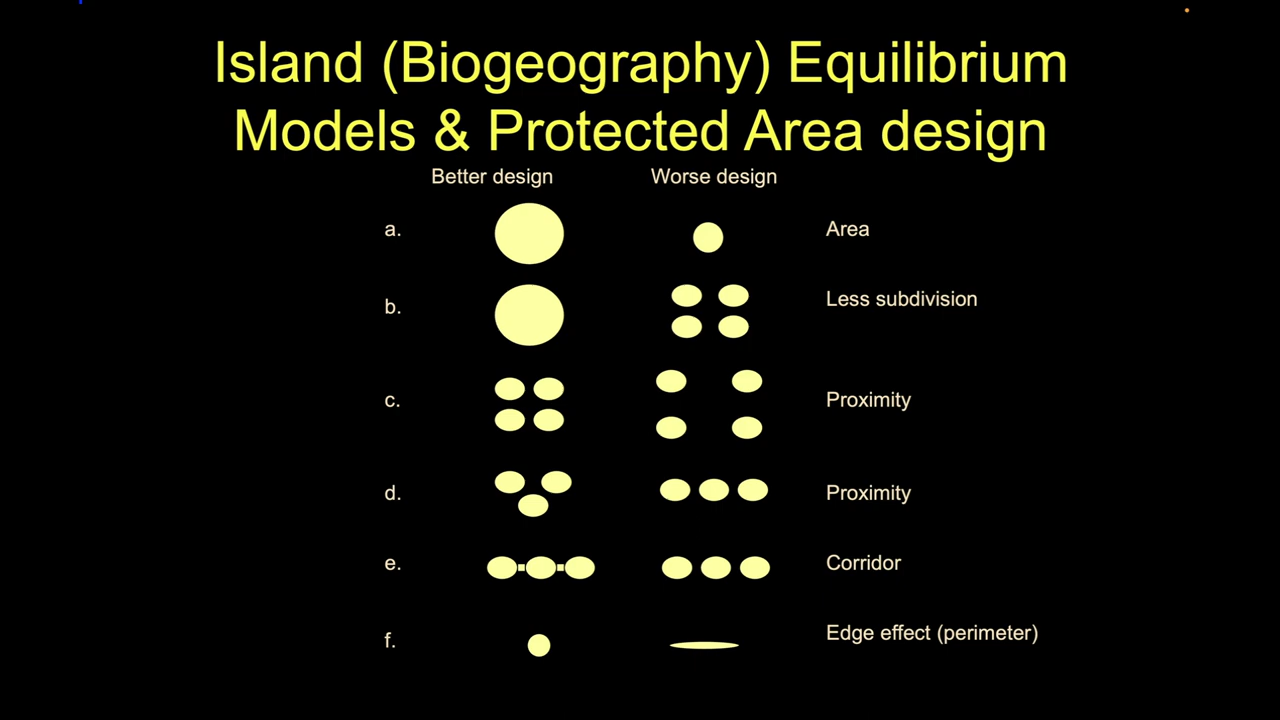 Island (Biogeography) Equilibrium
Models & Protected Area design
Better design Worse design
a. Area
b. Less subdivision
c. Proximity
d. Proximity
e. Corridor
f. Edge effect (perimeter)